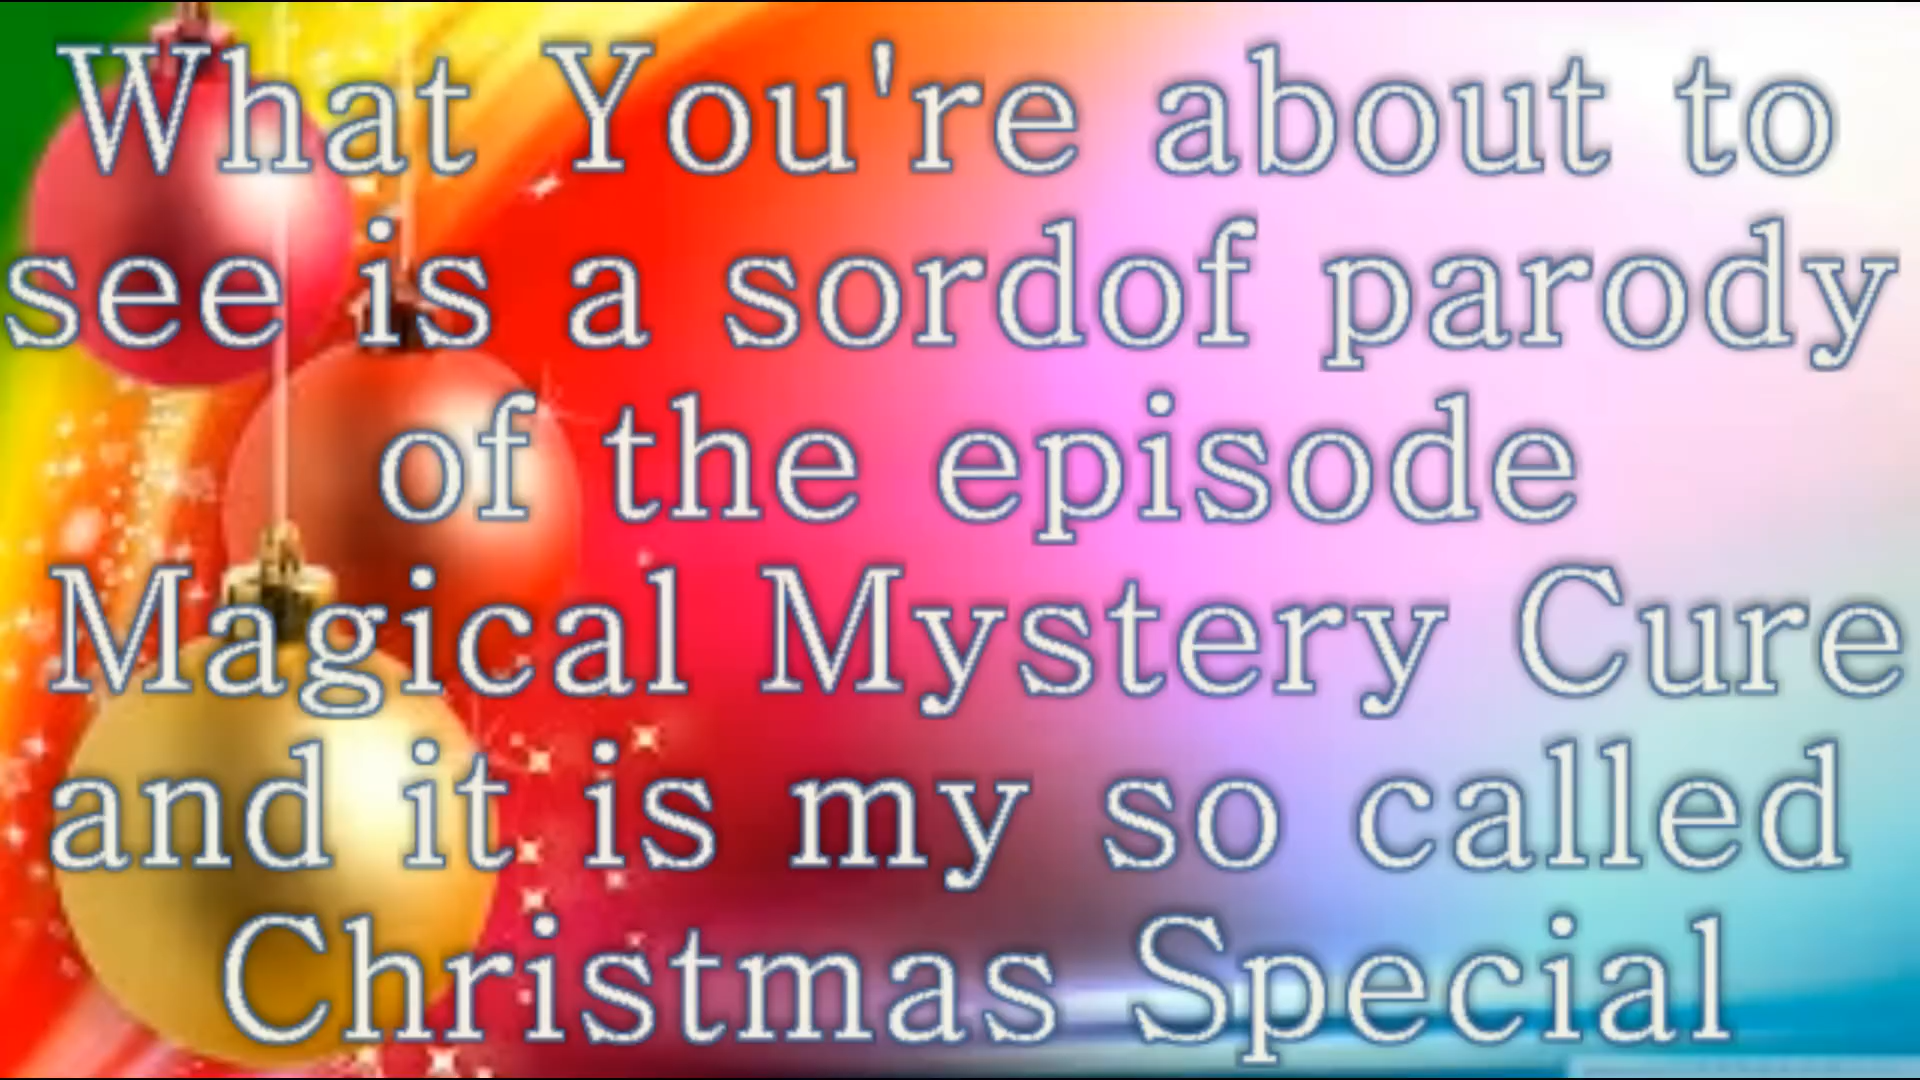 What You're about to
see is a sordof parody
of the episode
Magical Mystery Cure
and it is my so called
Christmas Special